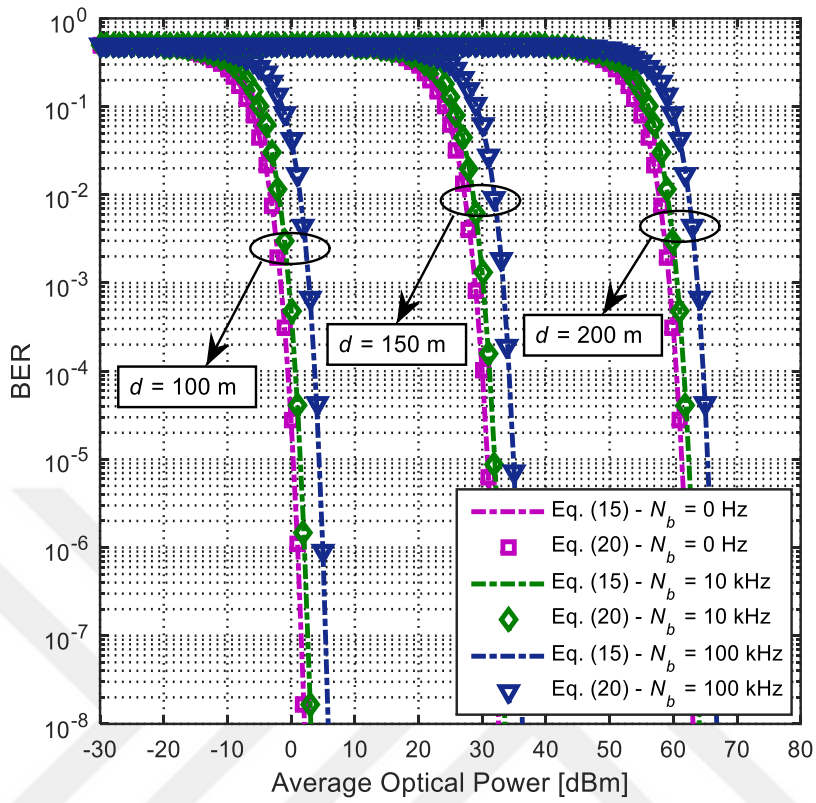 10^0
10^-1
10^-2
10^-3
10^-4
10^-5
10^-6
10^-7
10^-8
BER
d = 100 m
d = 150 m
d = 200 m
Eq. (15) - N_b = 0 Hz
Eq. (20) - N_b = 0 Hz
Eq. (15) - N_b = 10 kHz
Eq. (20) - N_b = 10 kHz
Eq. (15) - N_b = 100 kHz
Eq. (20) - N_b = 100 kHz
-30 -20 -10 0 10 20 30 40 50 60 70 80
Average Optical Power [dBm]